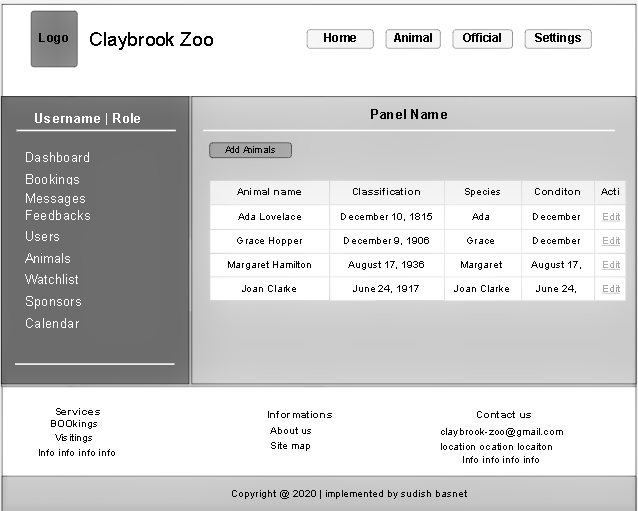 Logo
Claybrook Zoo
Home Animal Official Settings
Username | Role
Dashboard
Bookings
Messages
Feedbacks
Users
Animals
Watchlist
Sponsors
Calendar
Panel Name
Add Animals
Animal name Classification Species Conditon Acti
Ada Lovelace December 10, 1815 Ada December Edit
Grace Hopper December 9, 1906 Grace December Edit
Margaret Hamilton August 17, 1936 Margaret August 17, Edit
Joan Clarke June 24, 1917 Joan Clarke June 24, Edit
Services
BOOkings
Visitings
Info info info info
Informations
About us
Site map
Contact us
claybrook-zoo@gmail.com
location ocation locaiton
Info info info info
Copyright @ 2020 | implemented by sudish basnet